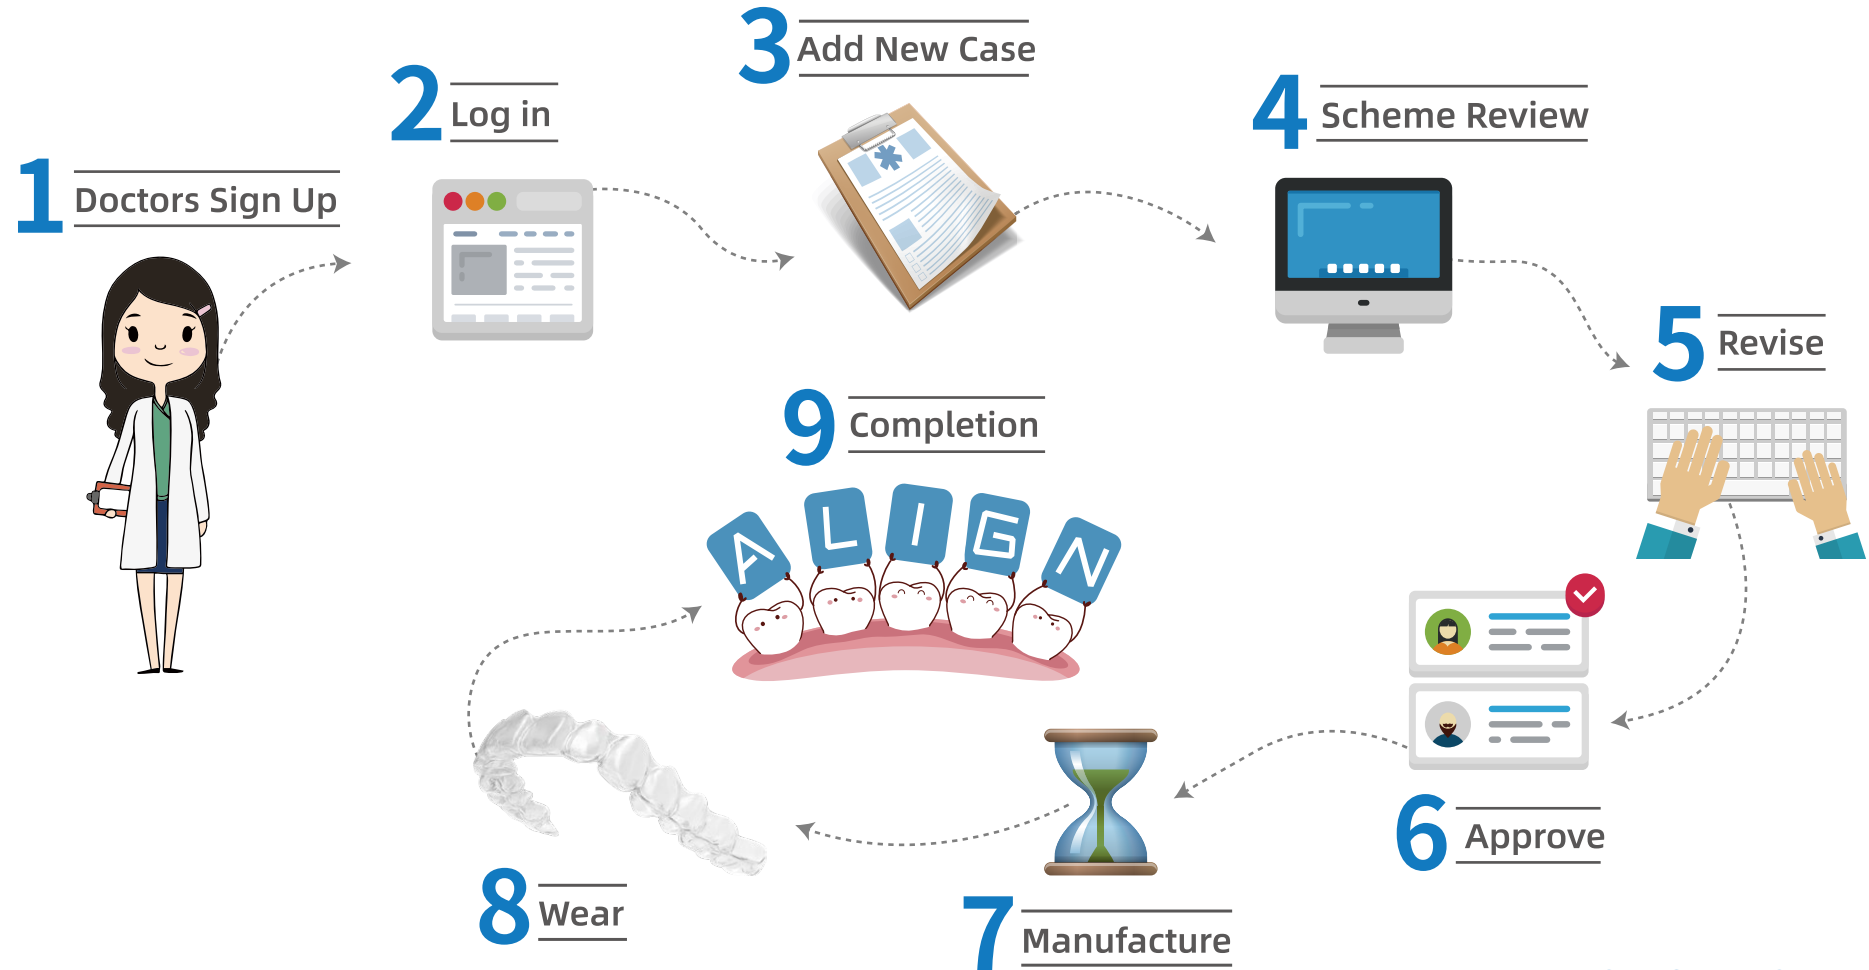 1 Doctors Sign Up
2 Log in
3 Add New Case
4 Scheme Review
5 Revise
6 Approve
7 Manufacture
8 Wear
9 Completion
ALIGN